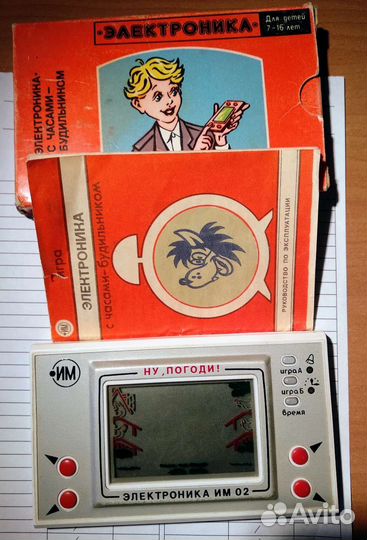 •ЭЛЕКТРОНИКА•
Для детей
7-16 лет
ЭЛЕКТРОНИКА•
С ЧАСАМИ-
БУДИЛЬНИКОМ
Игра
ЭЛЕКТРОНИКА
с часами-будильником
ИМ
РУКОВОДСТВО ПО ЭКСПЛУАТАЦИИ
•ИМ
НУ, ПОГОДИ!
игра А
игра Б
время
ЭЛЕКТРОНИКА ИМ 02
Avito